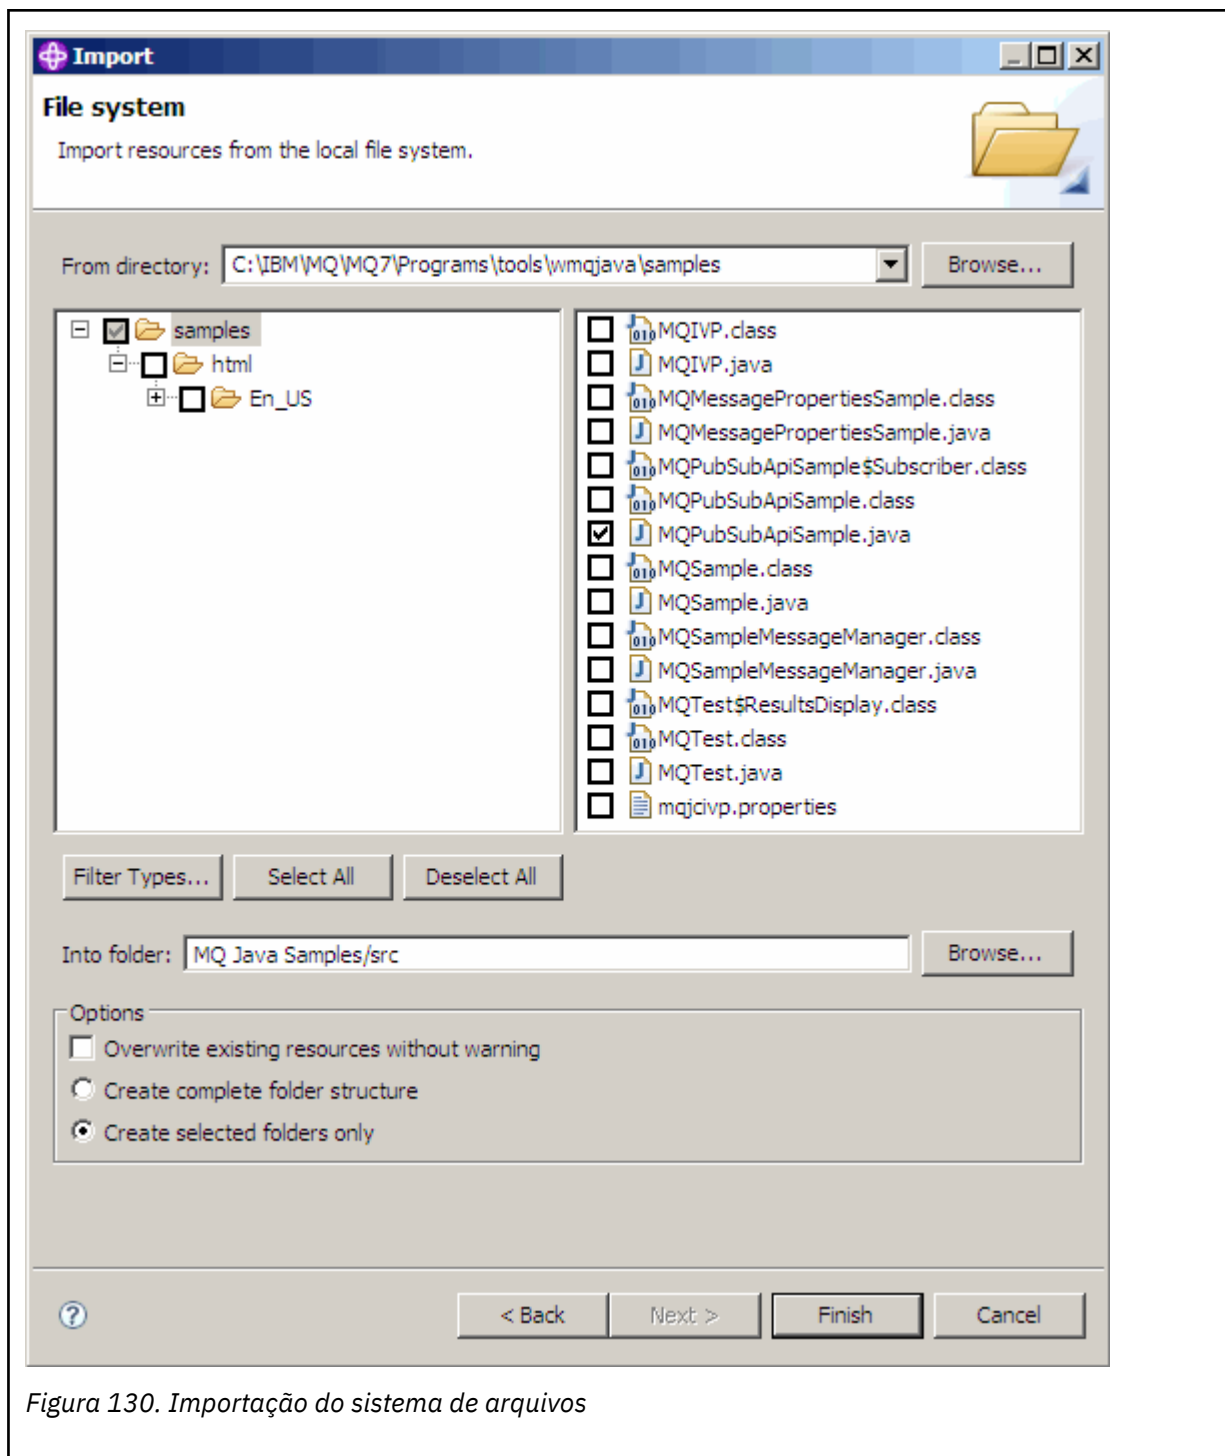 Import
File system
Import resources from the local file system.
From directory: C:\IBM\MQ\MQ7\Programs\tools\wmqjava\samples Browse...
samples
html
En_US
MQIVP.class
MQIVP.java
MQMessagePropertiesSample.class
MQMessagePropertiesSample.java
MQPubSubApiSample$Subscriber.class
MQPubSubApiSample.class
MQPubSubApiSample.java
MQSample.class
MQSample.java
MQSampleMessageManager.class
MQSampleMessageManager.java
MQTest$ResultsDisplay.class
MQTest.class
MQTest.java
mqjcivp.properties
Filter Types... Select All Deselect All
Into folder: MQ Java Samples/src Browse...
Options
Overwrite existing resources without warning
Create complete folder structure
Create selected folders only
< Back Next > Finish Cancel
Figura 130. Importação do sistema de arquivos